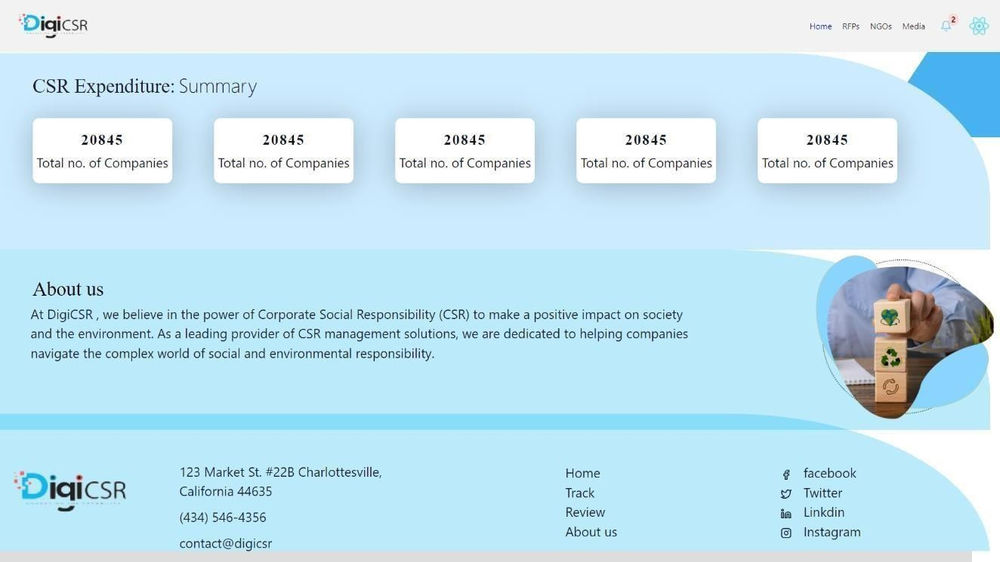 DigiCSR
Home RFPs NGOs Media 2
CSR Expenditure: Summary
20845 20845 20845 20845 20845
Total no. of Companies Total no. of Companies Total no. of Companies Total no. of Companies Total no. of Companies
About us
At DigiCSR , we believe in the power of Corporate Social Responsibility (CSR) to make a positive impact on society
and the environment. As a leading provider of CSR management solutions, we are dedicated to helping companies
navigate the complex world of social and environmental responsibility.
DigiCSR
123 Market St. #22B Charlottesville,
California 44635
(434) 546-4356
contact@digicsr
Home
Track
Review
About us
facebook
Twitter
Linkdin
Instagram